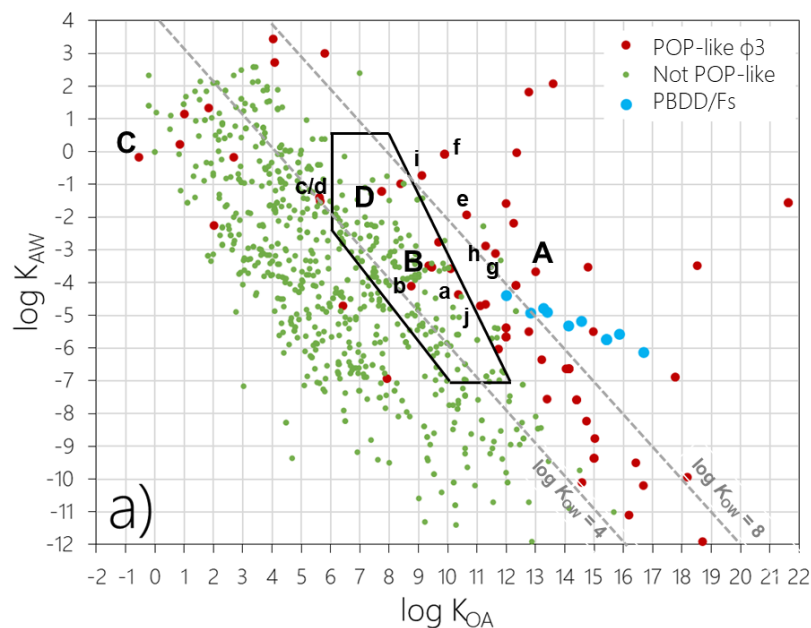 POP-like ϕ3
Not POP-like
PBDD/Fs
4
3
2
1
0
-1
-2
-3
-4
-5
-6
-7
-8
-9
-10
-11
-12
log K_AW
C
c/d
D
i
f
e
B
b
a
h
g
A
j
log K_OW = 4
log K_OW = 8
a)
-2 -1 0 1 2 3 4 5 6 7 8 9 10 11 12 13 14 15 16 17 18 19 20 21 22
log K_OA